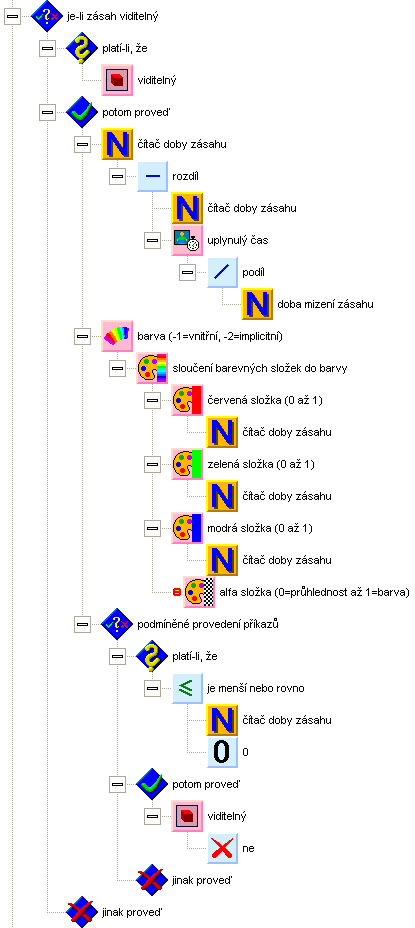 je-li zásah viditelný
platí-li, že
viditelný
potom proveď
N čítač doby zásahu
rozdíl
N čítač doby zásahu
uplynulý čas
podíl
N doba mizení zásahu
barva (-1=vnitřní, -2=implicitní)
sloučení barevných složek do barvy
červená složka (0 až 1)
N čítač doby zásahu
zelená složka (0 až 1)
N čítač doby zásahu
modrá složka (0 až 1)
N čítač doby zásahu
alfa složka (0=průhlednost až 1=barva)
podmíněné provedení příkazů
platí-li, že
≤ je menší nebo rovno
N čítač doby zásahu
0 0
potom proveď
viditelný
ne
jinak proveď
jinak proveď